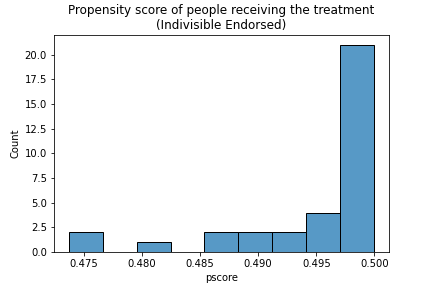 Propensity score of people receiving the treatment
(Indivisible Endorsed)
20.0
17.5
15.0
12.5
10.0
7.5
5.0
2.5
0.0
Count
0.475 0.480 0.485 0.490 0.495 0.500
pscore